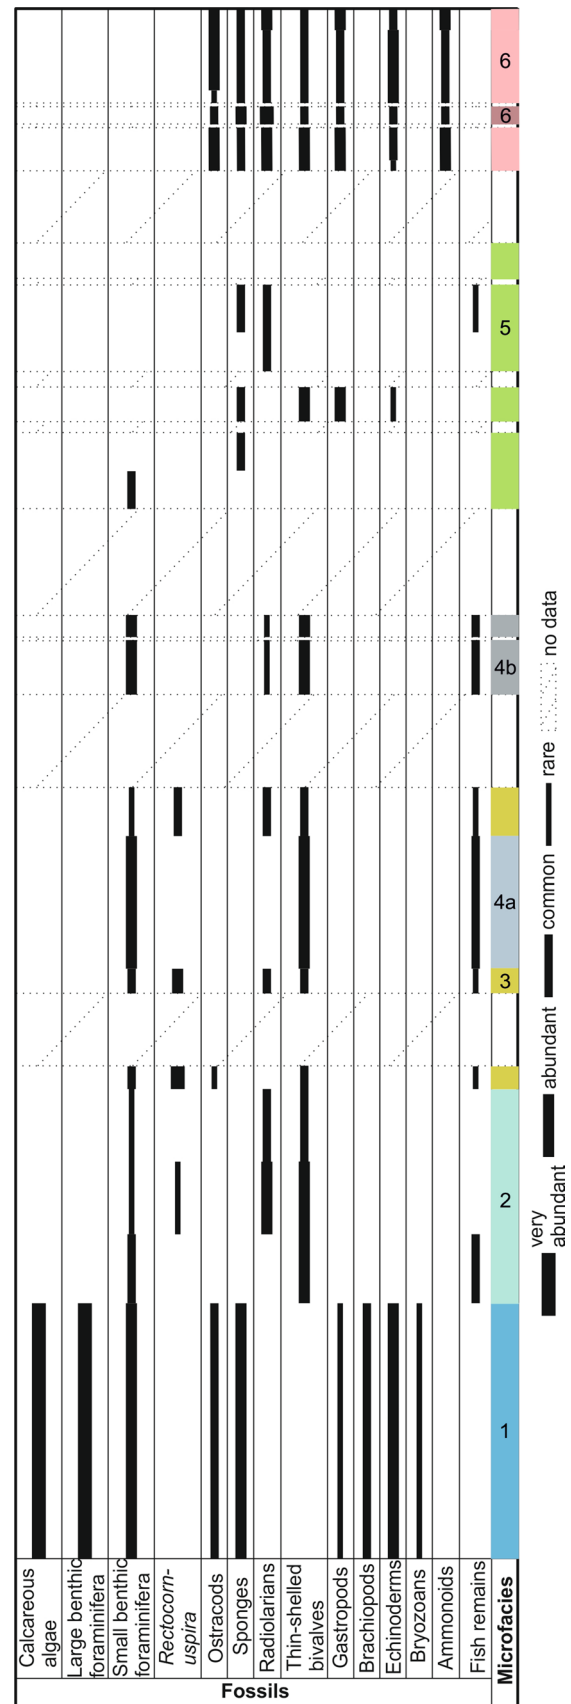 6
6
5
4b
4a
3
2
1
Calcareous
algae
Large benthic
foraminifera
Small benthic
foraminifera
Rectocorn-
uspira
Ostracods
Sponges
Radiolarians
Thin-shelled
bivalves
Gastropods
Brachiopods
Echinoderms
Bryozoans
Ammonoids
Fish remains
Microfacies
Fossils
very
abundant
abundant
common
rare
no data